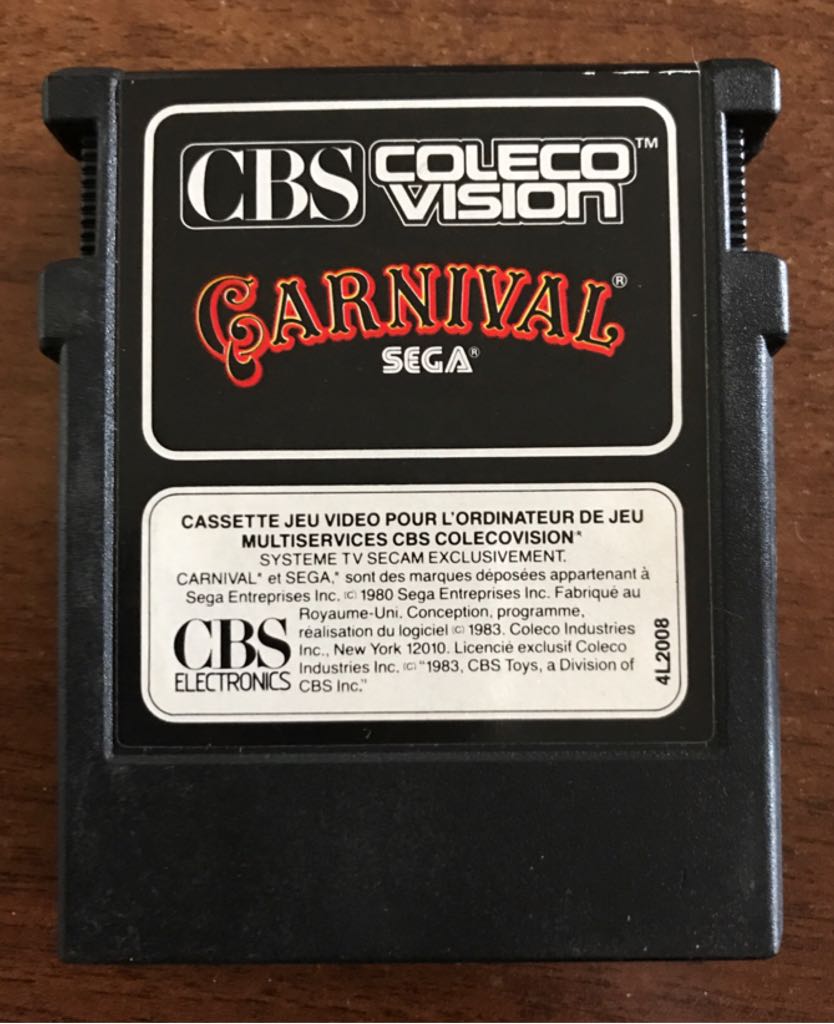 CBS COLECO VISION™
CARNIVAL®
SEGA®
CASSETTE JEU VIDEO POUR L'ORDINATEUR DE JEU
MULTISERVICES CBS COLECOVISION*
SYSTEME TV SECAM EXCLUSIVEMENT.
CARNIVAL* et SEGA,* sont des marques déposées appartenant à
Sega Entreprises Inc. © 1980 Sega Entreprises Inc. Fabriqué au
Royaume-Uni. Conception, programme,
réalisation du logiciel © 1983. Coleco Industries
Inc., New York 12010. Licencié exclusif Coleco
Industries Inc. © "1983, CBS Toys, a Division of
CBS Inc."
CBS
ELECTRONICS
4L2008